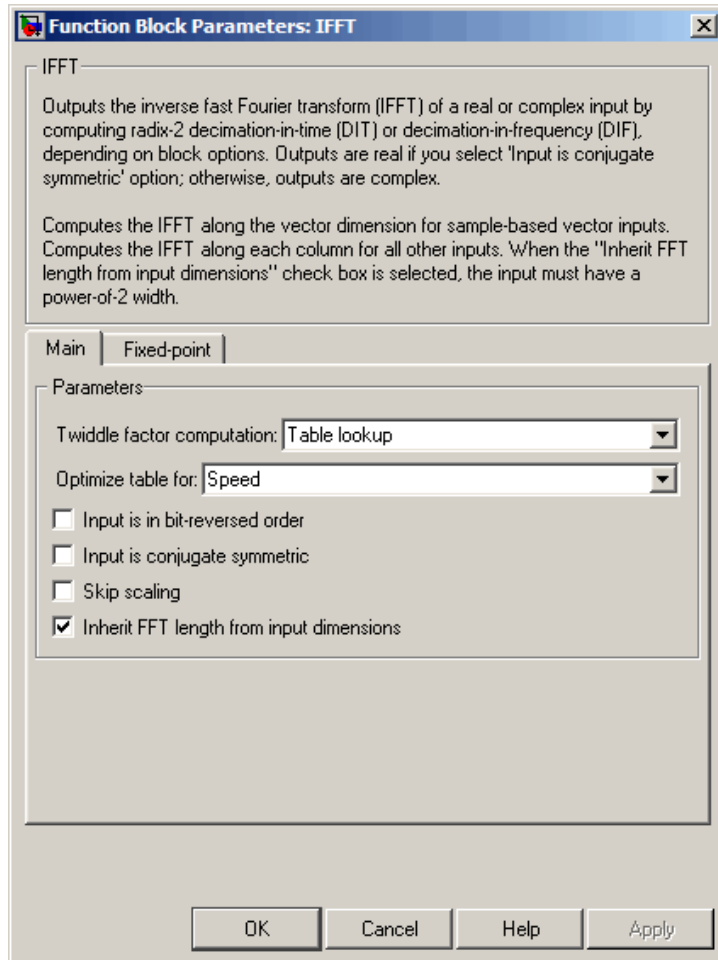 Function Block Parameters: IFFT
IFFT
Outputs the inverse fast Fourier transform (IFFT) of a real or complex input by
computing radix-2 decimation-in-time (DIT) or decimation-in-frequency (DIF),
depending on block options. Outputs are real if you select 'Input is conjugate
symmetric' option; otherwise, outputs are complex.
Computes the IFFT along the vector dimension for sample-based vector inputs.
Computes the IFFT along each column for all other inputs. When the "Inherit FFT
length from input dimensions" check box is selected, the input must have a
power-of-2 width.
Main Fixed-point
Parameters
Twiddle factor computation: Table lookup
Optimize table for: Speed
Input is in bit-reversed order
Input is conjugate symmetric
Skip scaling
Inherit FFT length from input dimensions
OK Cancel Help Apply